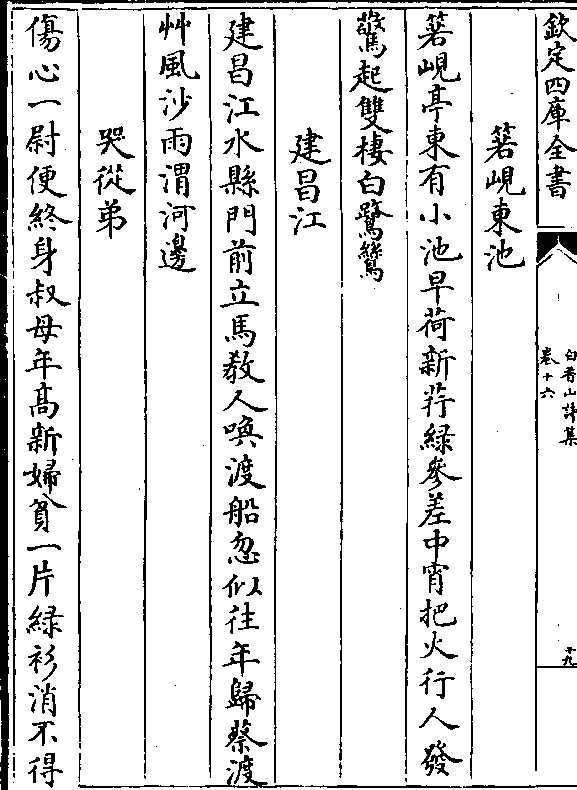 欽定四庫全書
白香山詩集
卷十六
十九
箬峴東池
箬峴亭東有小池早荷新荇緑參差中宵把火行人發
驚起雙棲白鷺鷥
建昌江
建昌江水縣門前立馬教人喚渡船忽似往年歸蔡渡
艸風沙雨渭河邊
哭從弟
傷心一尉便終身叔母年髙新婦貧一片緑衫消不得